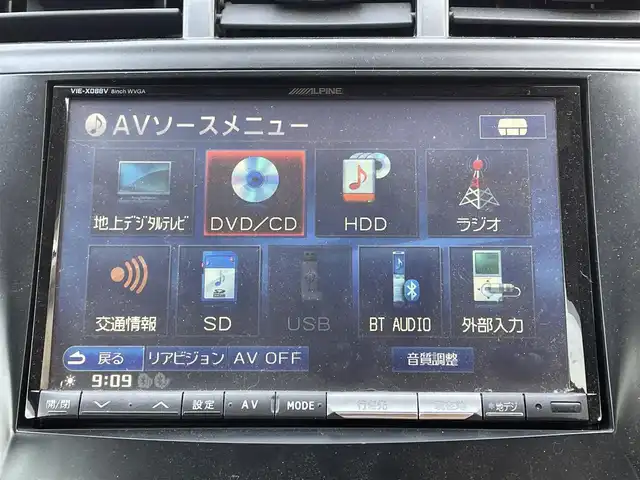 VIE-X088V 8inch WVGA
ALPINE
AVソースメニュー
地上デジタルテレビ
DVD/CD
HDD
ラジオ
交通情報
SD
USB
BT AUDIO
外部入力
戻る
リアビジョン
AV OFF
音質調整
9:09
開/閉
設定
AV
MODE
地デジ